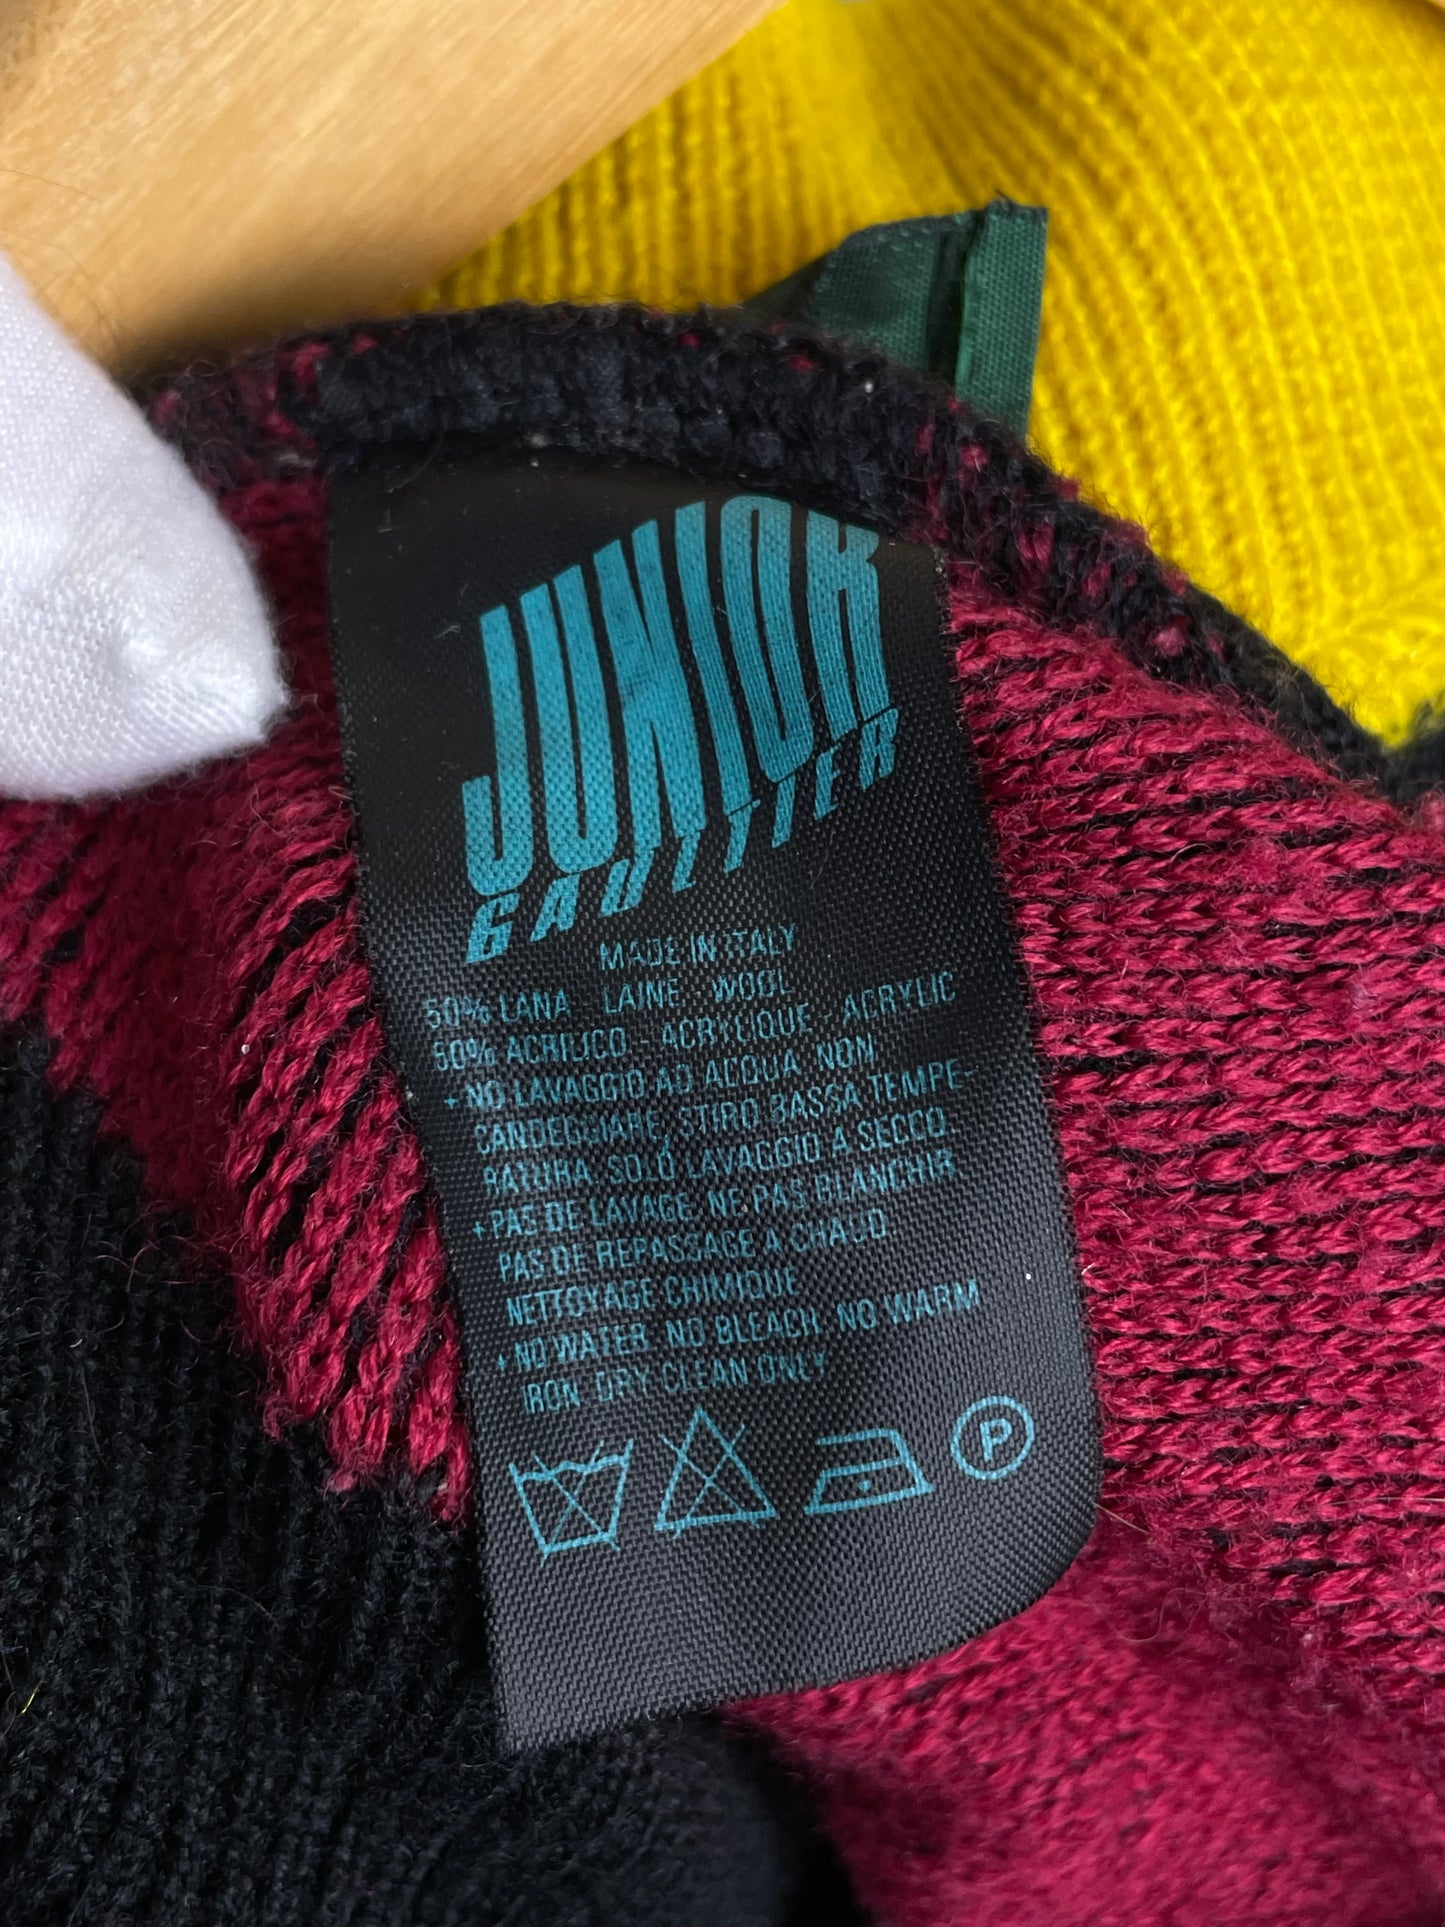 JUNIOR
GAULTIER
MADE IN ITALY
50% LANA LAINE WOOL
50% ACRILICO ACRYLIQUE ACRYLIC
+ NO LAVAGGIO AD ACQUA, NON
CANDEGGIARE, STIRO BASSA TEMPE-
RATURA, SOLO LAVAGGIO A SECCO
+ PAS DE LAVAGE, NE PAS BLANCHIR
PAS DE REPASSAGE A CHAUD
NETTOYAGE CHIMIQUE
+ NO WATER, NO BLEACH, NO WARM
IRON DRY CLEAN ONLY
P